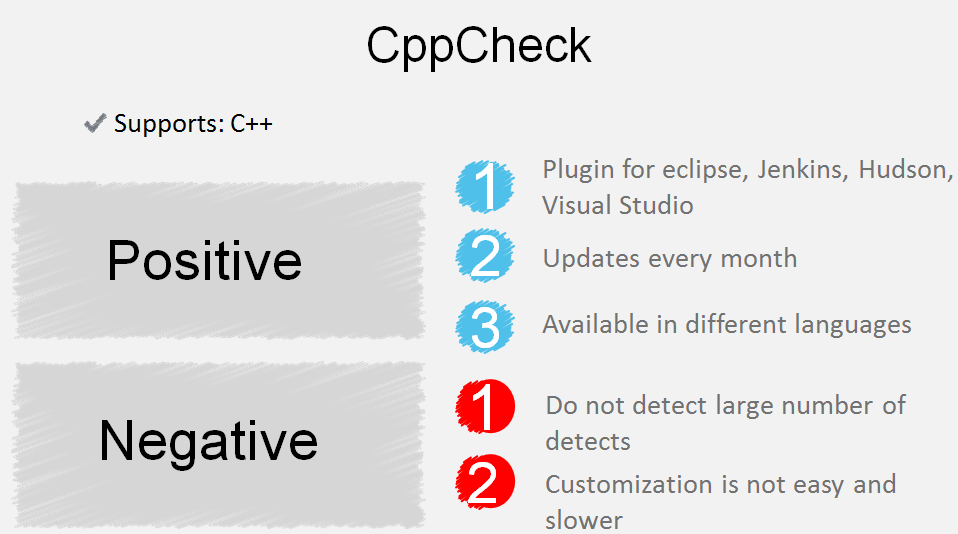 CppCheck
Supports: C++
Positive
1 Plugin for eclipse, Jenkins, Hudson,
Visual Studio
2 Updates every month
3 Available in different languages
Negative
1 Do not detect large number of
detects
2 Customization is not easy and
slower